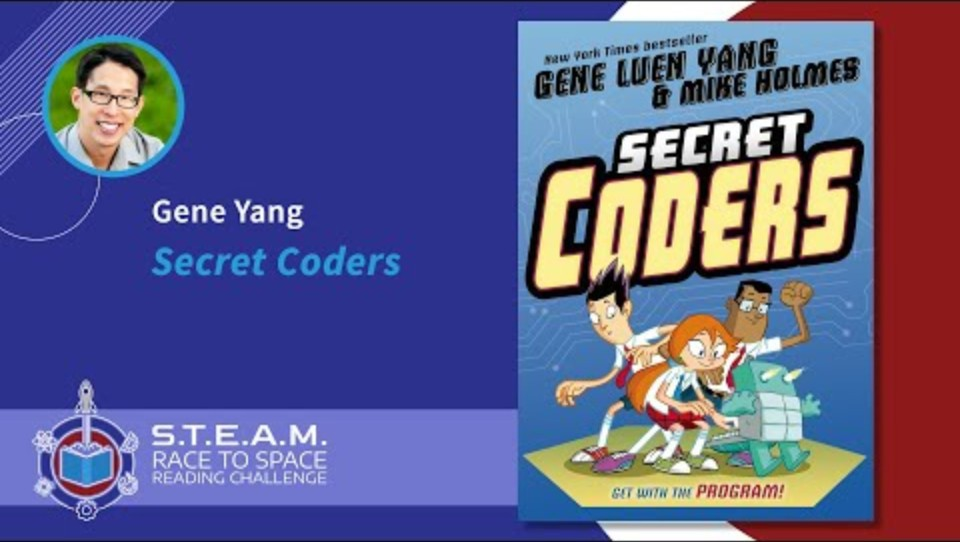 Gene Yang
Secret Coders
S.T.E.A.M.
RACE TO SPACE
READING CHALLENGE
New York Times bestseller
GENE LUEN YANG
& MIKE HOLMES
SECRET
CODERS
GET WITH THE PROGRAM!